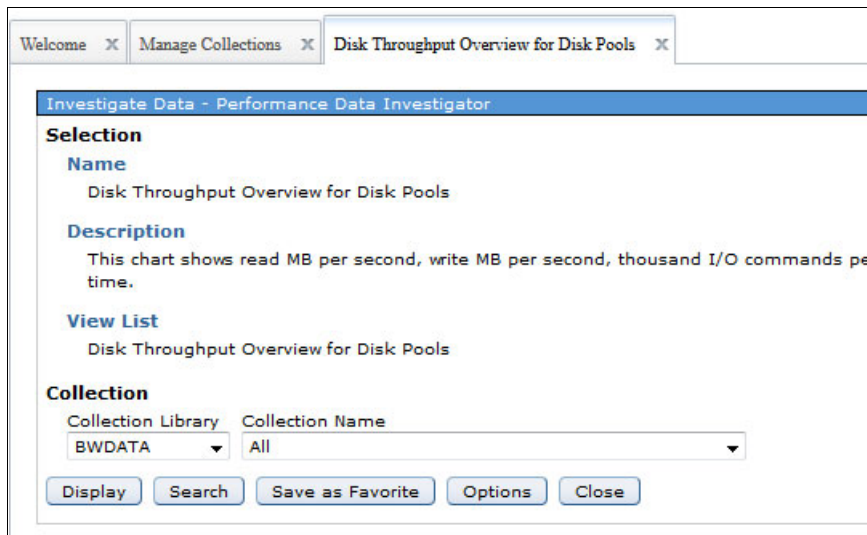 Welcome X Manage Collections X Disk Throughput Overview for Disk Pools X
Investigate Data - Performance Data Investigator
Selection
Name
Disk Throughput Overview for Disk Pools
Description
This chart shows read MB per second, write MB per second, thousand I/O commands pe
time.
View List
Disk Throughput Overview for Disk Pools
Collection
Collection Library Collection Name
BWDATA All
Display Search Save as Favorite Options Close